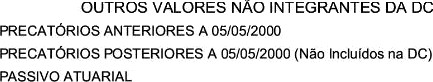 OUTROS VALORES NÃO INTEGRANTES DA DC
PRECATÓRIOS ANTERIORES A 05/05/2000
PRECATÓRIOS POSTERIORES A 05/05/2000 (Não Incluídos na DC)
PASSIVO ATUARIAL